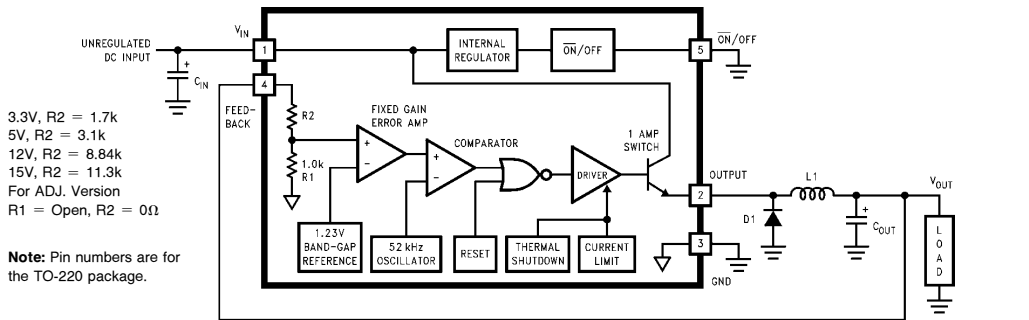 UNREGULATED
DC INPUT
V_IN
1
+
C_IN
4
FEED-
BACK
R2
1.0k
R1
FIXED GAIN
ERROR AMP
+
−
1.23V
BAND-GAP
REFERENCE
COMPARATOR
+
−
52 kHz
OSCILLATOR
RESET
INTERNAL
REGULATOR
O̅N̅/OFF
5
O̅N̅/OFF
1 AMP
SWITCH
DRIVER
THERMAL
SHUTDOWN
CURRENT
LIMIT
OUTPUT
2
3
GND
D1
L1
+
C_OUT
V_OUT
LOAD
3.3V, R2 = 1.7k
5V, R2 = 3.1k
12V, R2 = 8.84k
15V, R2 = 11.3k
For ADJ. Version
R1 = Open, R2 = 0Ω
Note: Pin numbers are for
the TO-220 package.